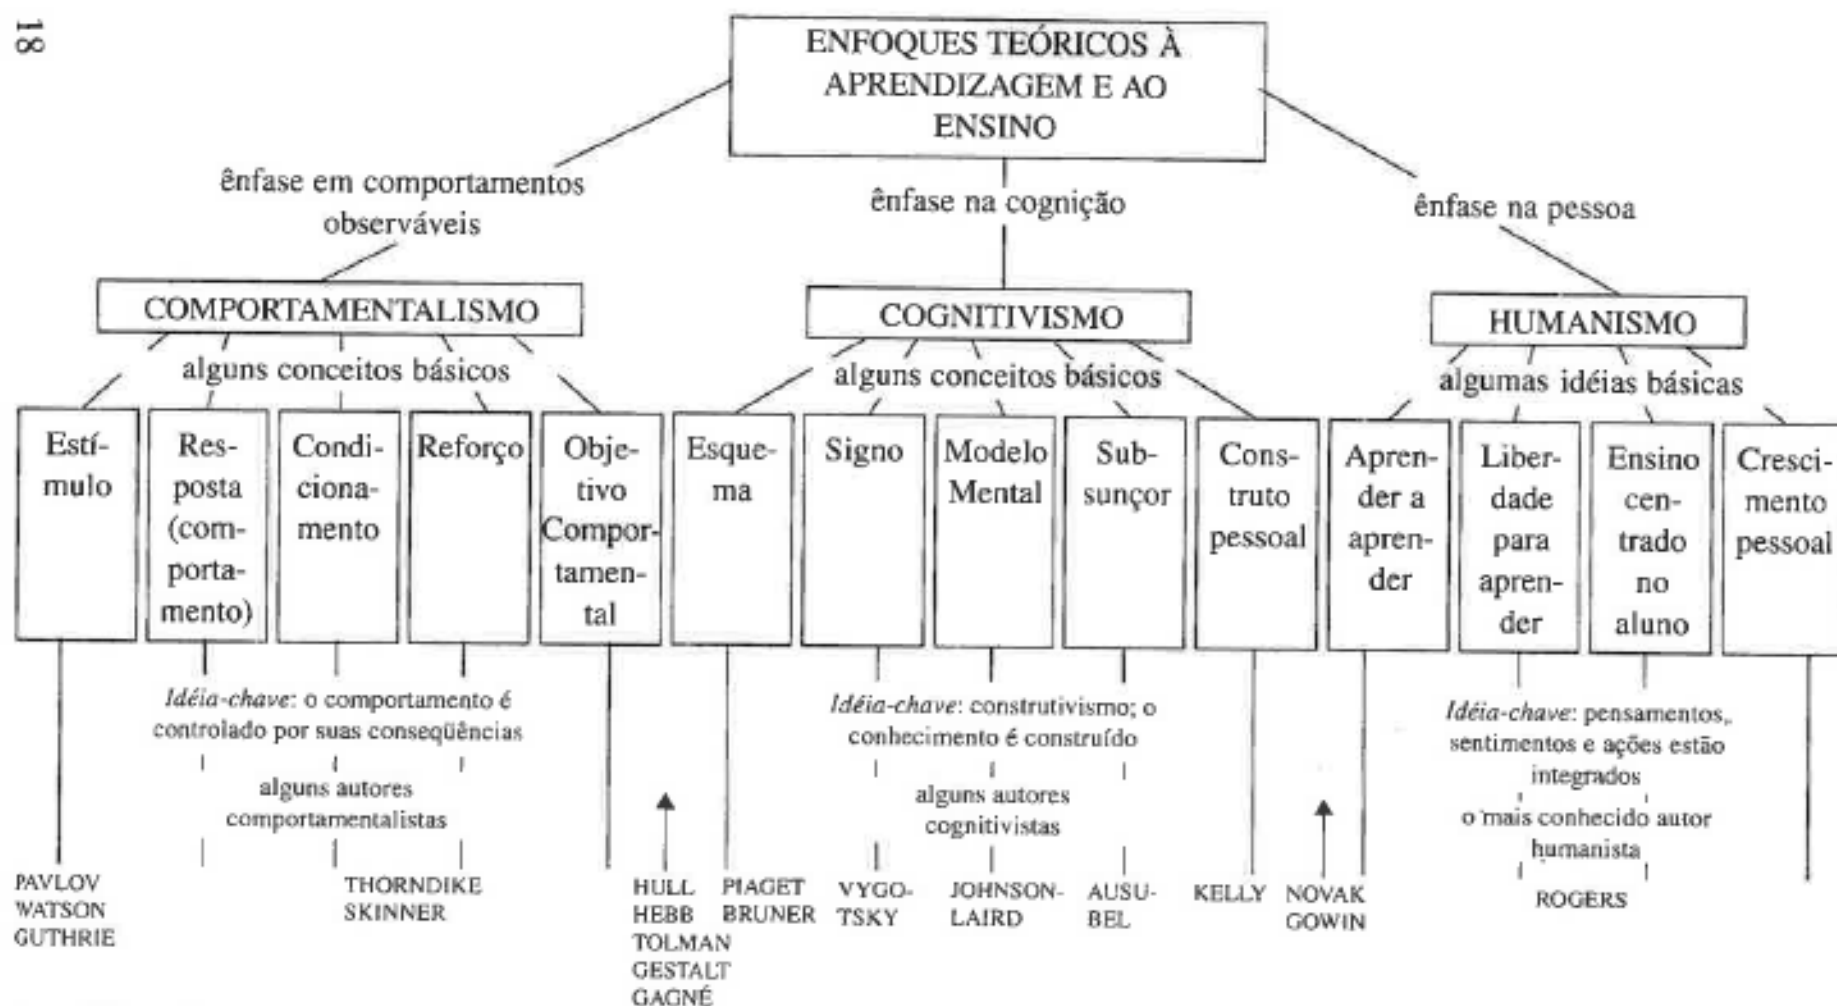 18
ENFOQUES TEÓRICOS À
APRENDIZAGEM E AO
ENSINO
ênfase em comportamentos
observáveis
ênfase na cognição
ênfase na pessoa
COMPORTAMENTALISMO
COGNITIVISMO
HUMANISMO
alguns conceitos básicos
alguns conceitos básicos
algumas idéias básicas
Estí-
mulo
Res-
posta
(com-
porta-
mento)
Condi-
ciona-
mento
Reforço
Obje-
tivo
Compor-
tamen-
tal
Esque-
ma
Signo
Modelo
Mental
Sub-
sunçor
Cons-
truto
pessoal
Apren-
der a
apren-
der
Liber-
dade
para
apren-
der
Ensino
cen-
trado
no
aluno
Cresci-
mento
pessoal
Idéia-chave: o comportamento é
controlado por suas conseqüências
alguns autores
comportamentalistas
Idéia-chave: construtivismo; o
conhecimento é construído
alguns autores
cognitivistas
Idéia-chave: pensamentos,
sentimentos e ações estão
integrados
o mais conhecido autor
humanista
PAVLOV
WATSON
GUTHRIE
THORNDIKE
SKINNER
HULL
HEBB
TOLMAN
GESTALT
GAGNÉ
PIAGET
BRUNER
VYGO-
TSKY
JOHNSON-
LAIRD
AUSU-
BEL
KELLY
NOVAK
GOWIN
ROGERS